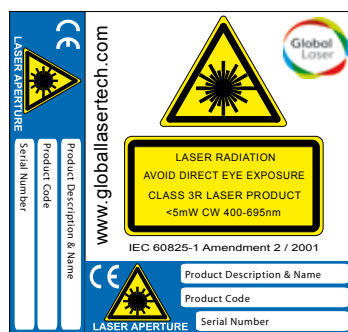 CE
LASER APERTURE
Product Description & Name
Product Code
Serial Number
www.globallasertech.com
Global
Laser
LASER RADIATION
AVOID DIRECT EYE EXPOSURE
CLASS 3R LASER PRODUCT
<5mW CW 400-695nm
IEC 60825-1 Amendment 2 / 2001
CE
LASER APERTURE
Product Description & Name
Product Code
Serial Number